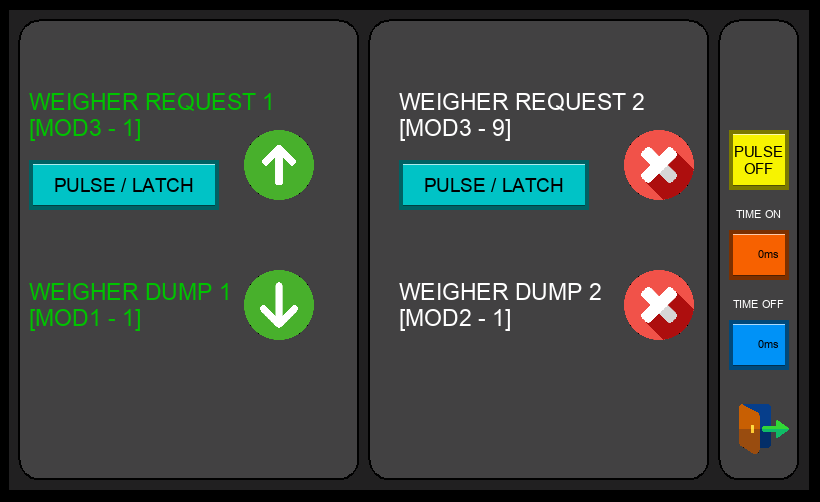 WEIGHER REQUEST 1
[MOD3 - 1]
PULSE / LATCH
WEIGHER DUMP 1
[MOD1 - 1]
WEIGHER REQUEST 2
[MOD3 - 9]
PULSE / LATCH
WEIGHER DUMP 2
[MOD2 - 1]
PULSE
OFF
TIME ON
0ms
TIME OFF
0ms